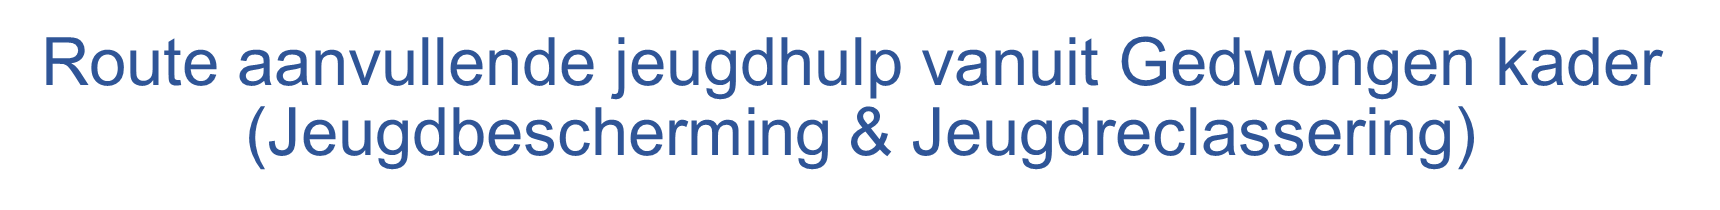 Route aanvullende jeugdhulp vanuit Gedwongen kader
(Jeugdbescherming & Jeugdreclassering)